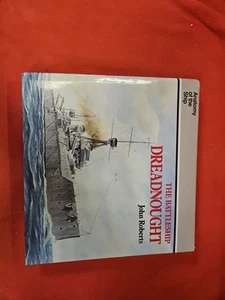 Anatomy
of the
Ship
THE BATTLESHIP
DREADNOUGHT
John Roberts